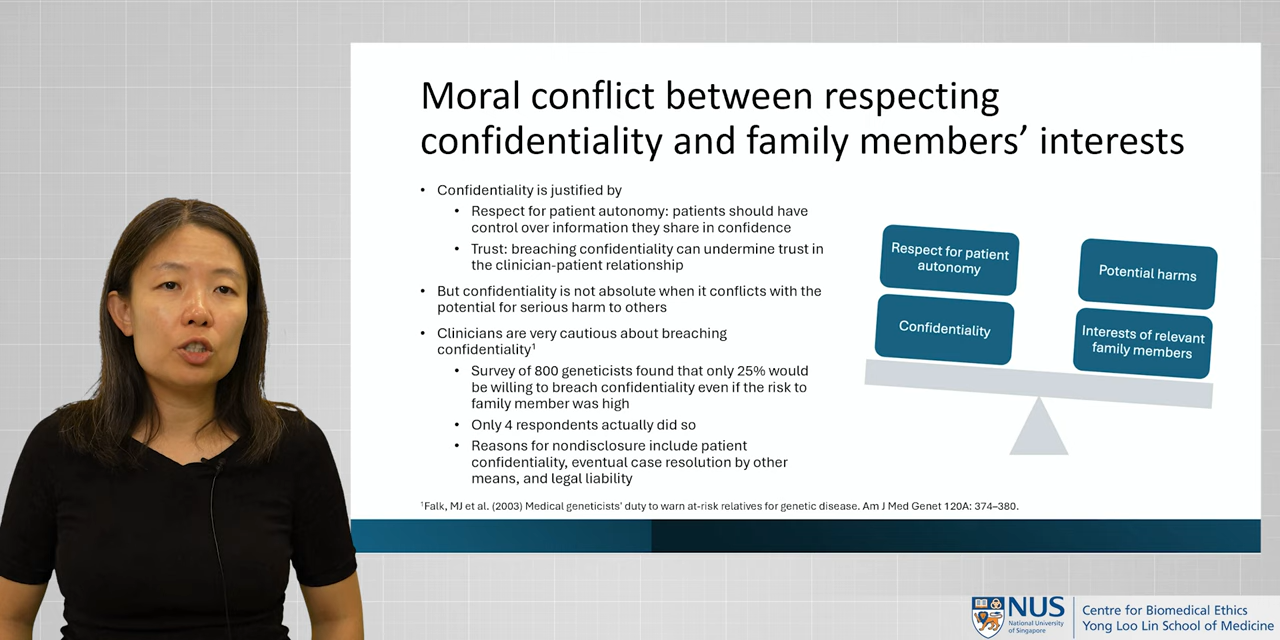 Moral conflict between respecting
confidentiality and family members' interests
• Confidentiality is justified by
• Respect for patient autonomy: patients should have
control over information they share in confidence
• Trust: breaching confidentiality can undermine trust in
the clinician-patient relationship
• But confidentiality is not absolute when it conflicts with the
potential for serious harm to others
• Clinicians are very cautious about breaching
confidentiality¹
• Survey of 800 geneticists found that only 25% would
be willing to breach confidentiality even if the risk to
family member was high
• Only 4 respondents actually did so
• Reasons for nondisclosure include patient
confidentiality, eventual case resolution by other
means, and legal liability
Respect for patient
autonomy
Confidentiality
Potential harms
Interests of relevant
family members
¹Falk, MJ et al. (2003) Medical geneticists' duty to warn at-risk relatives for genetic disease. Am J Med Genet 120A: 374–380.
NUS
National University
of Singapore
Centre for Biomedical Ethics
Yong Loo Lin School of Medicine